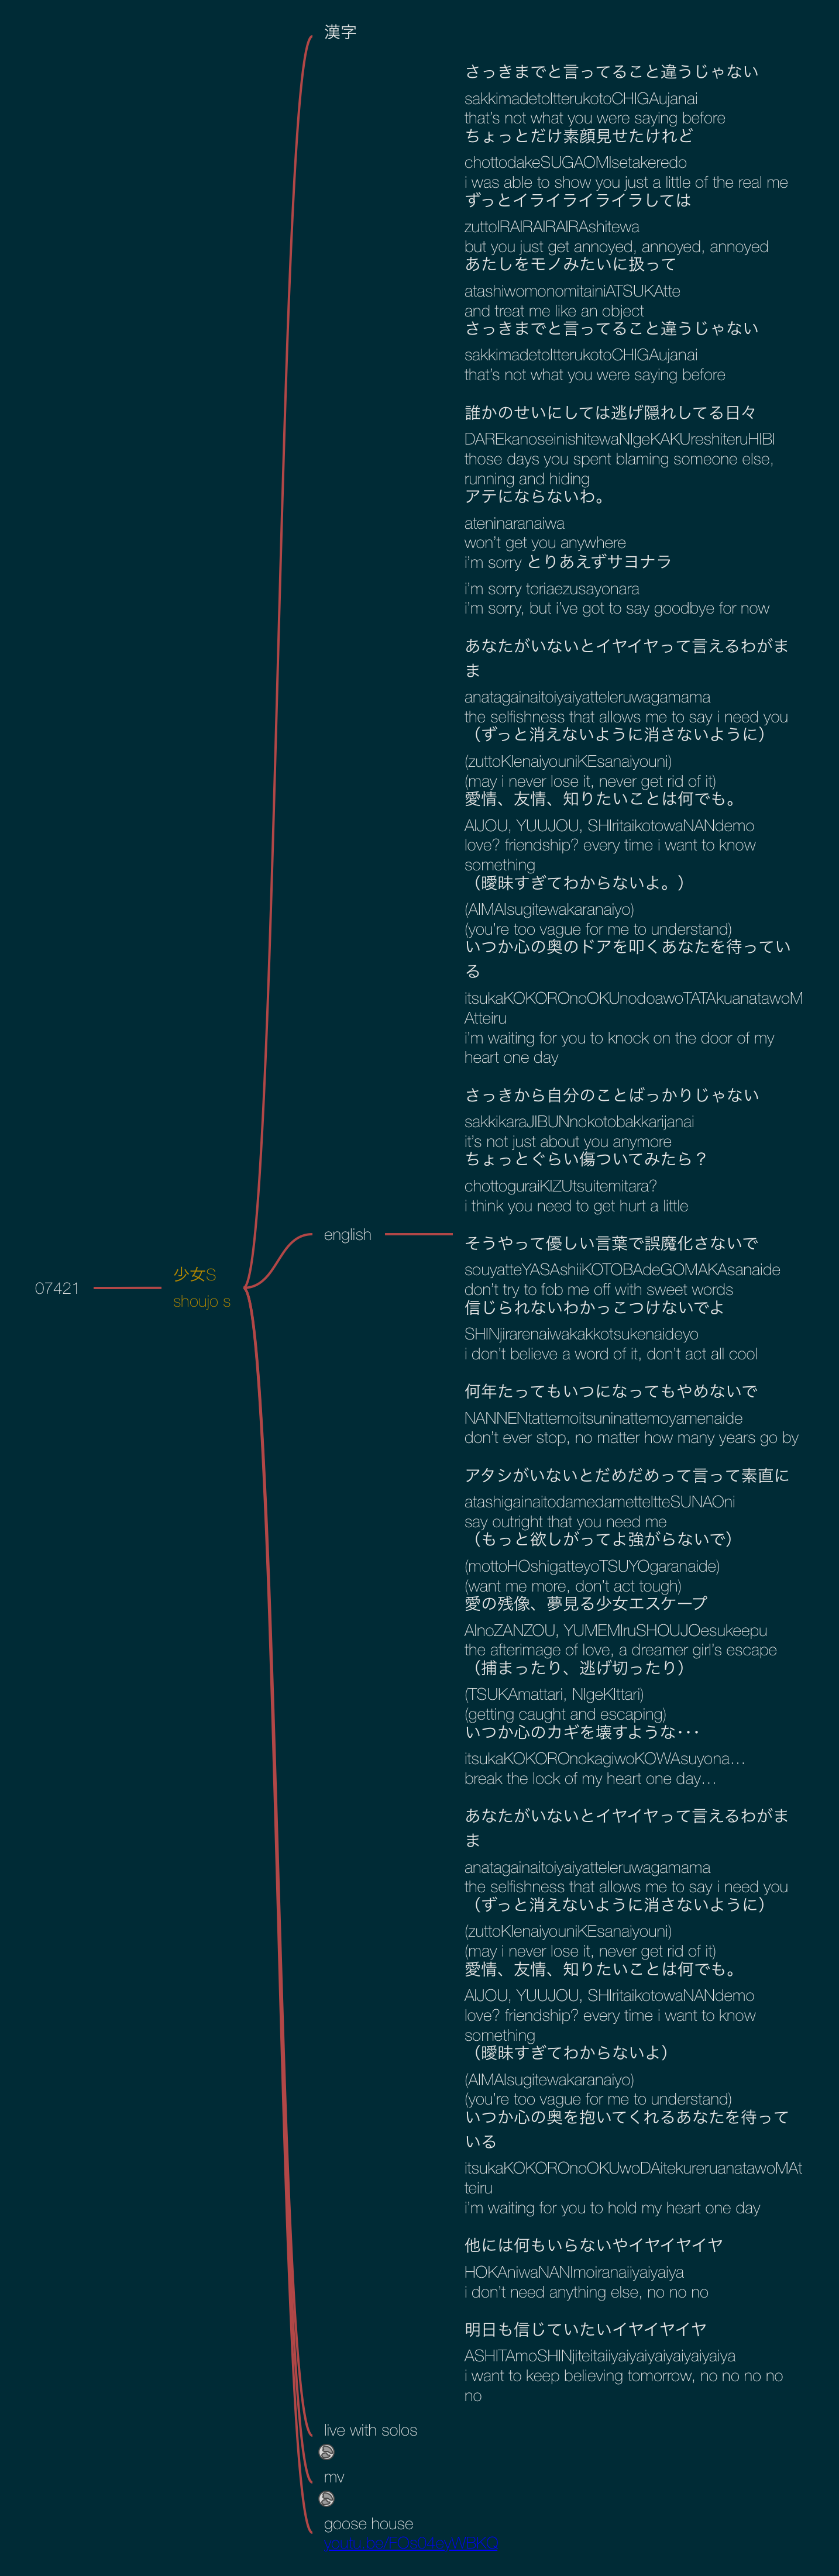 漢字
さっきまでと言ってること違うじゃない
sakkimadetoItterukotoCHIGAujanai
that's not what you were saying before
ちょっとだけ素顔見せたけれど
chottodakeSUGAOMIsetakeredo
i was able to show you just a little of the real me
ずっとイライライライラしては
zuttoIRAIRAIRAIRAshitewa
but you just get annoyed, annoyed, annoyed
あたしをモノみたいに扱って
atashiwomonomitainiATSUKAtte
and treat me like an object
さっきまでと言ってること違うじゃない
sakkimadetoItterukotoCHIGAujanai
that's not what you were saying before
誰かのせいにしては逃げ隠れしてる日々
DAREkanoseinishitewaNIgeKAKUreshiteruHIBI
those days you spent blaming someone else,
running and hiding
アテにならないわ。
ateninaranaiwa
won't get you anywhere
i'm sorry とりあえずサヨナラ
i'm sorry toriaezusayonara
i'm sorry, but i've got to say goodbye for now
あなたがいないとイヤイヤって言えるわがま
ま
anatagainaitoiyaiyatteIeruwagamama
the selfishness that allows me to say i need you
（ずっと消えないように消さないように）
(zuttoKIenaiyouniKEsanaiyouni)
(may i never lose it, never get rid of it)
愛情、友情、知りたいことは何でも。
AIJOU, YUUJOU, SHIritaikotowaNANdemo
love? friendship? every time i want to know
something
（曖昧すぎてわからないよ。）
(AIMAIsugitewakaranaiyo)
(you're too vague for me to understand)
いつか心の奥のドアを叩くあなたを待ってい
る
itsukaKOKOROnoOKUnodoawoTATAkuanatawoM
Atteiru
i'm waiting for you to knock on the door of my
heart one day
さっきから自分のことばっかりじゃない
sakkikaraJIBUNnokotobakkarijanai
it's not just about you anymore
ちょっとぐらい傷ついてみたら？
chottoguraiKIZUtsuitemitara?
i think you need to get hurt a little
english
そうやって優しい言葉で誤魔化さないで
souyatteYASAshiiKOTOBAdeGOMAKAsanaide
don't try to fob me off with sweet words
信じられないわかっこつけないでよ
SHINjirarenaiwakakkotsukenaideyo
i don't believe a word of it, don't act all cool
07421
少女S
shoujo s
何年たってもいつになってもやめないで
NANNENtattemoitsuninattemoyamenaide
don't ever stop, no matter how many years go by
アタシがいないとだめだめって言って素直に
atashigainaitodamedametteItteSUNAOni
say outright that you need me
（もっと欲しがってよ強がらないで）
(mottoHOshigatteyoTSUYOgaranaide)
(want me more, don't act tough)
愛の残像、夢見る少女エスケープ
AInoZANZOU, YUMEMIruSHOUJOesukeepu
the afterimage of love, a dreamer girl's escape
（捕まったり、逃げ切ったり）
(TSUKAmattari, NIgeKIttari)
(getting caught and escaping)
いつか心のカギを壊すような･･･
itsukaKOKOROnokagiwoKOWAsuyona…
break the lock of my heart one day…
あなたがいないとイヤイヤって言えるわがま
ま
anatagainaitoiyaiyatteIeruwagamama
the selfishness that allows me to say i need you
（ずっと消えないように消さないように）
(zuttoKIenaiyouniKEsanaiyouni)
(may i never lose it, never get rid of it)
愛情、友情、知りたいことは何でも。
AIJOU, YUUJOU, SHIritaikotowaNANdemo
love? friendship? every time i want to know
something
（曖昧すぎてわからないよ）
(AIMAIsugitewakaranaiyo)
(you're too vague for me to understand)
いつか心の奥を抱いてくれるあなたを待って
いる
itsukaKOKOROnoOKUwoDAitekureruanatawoMAt
teiru
i'm waiting for you to hold my heart one day
他には何もいらないやイヤイヤイヤ
HOKAniwaNANImoiranaiiyaiyaiya
i don't need anything else, no no no
明日も信じていたいイヤイヤイヤ
ASHITAmoSHINjiteitaiiyaiyaiyaiyaiyaiyaiya
i want to keep believing tomorrow, no no no no
no
live with solos
mv
goose house